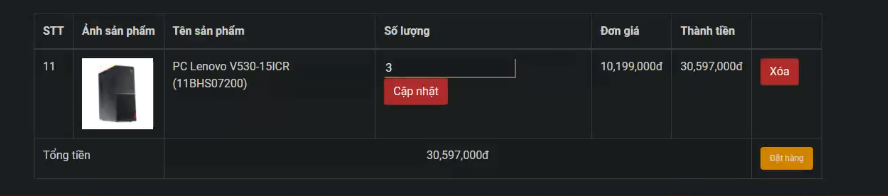 STT Ảnh sản phẩm Tên sản phẩm Số lượng Đơn giá Thành tiền
11 PC Lenovo V530-15ICR 3 10,199,000đ 30,597,000đ Xóa
(11BHS07200)
Cập nhật
Tổng tiền 30,597,000đ Đặt hàng